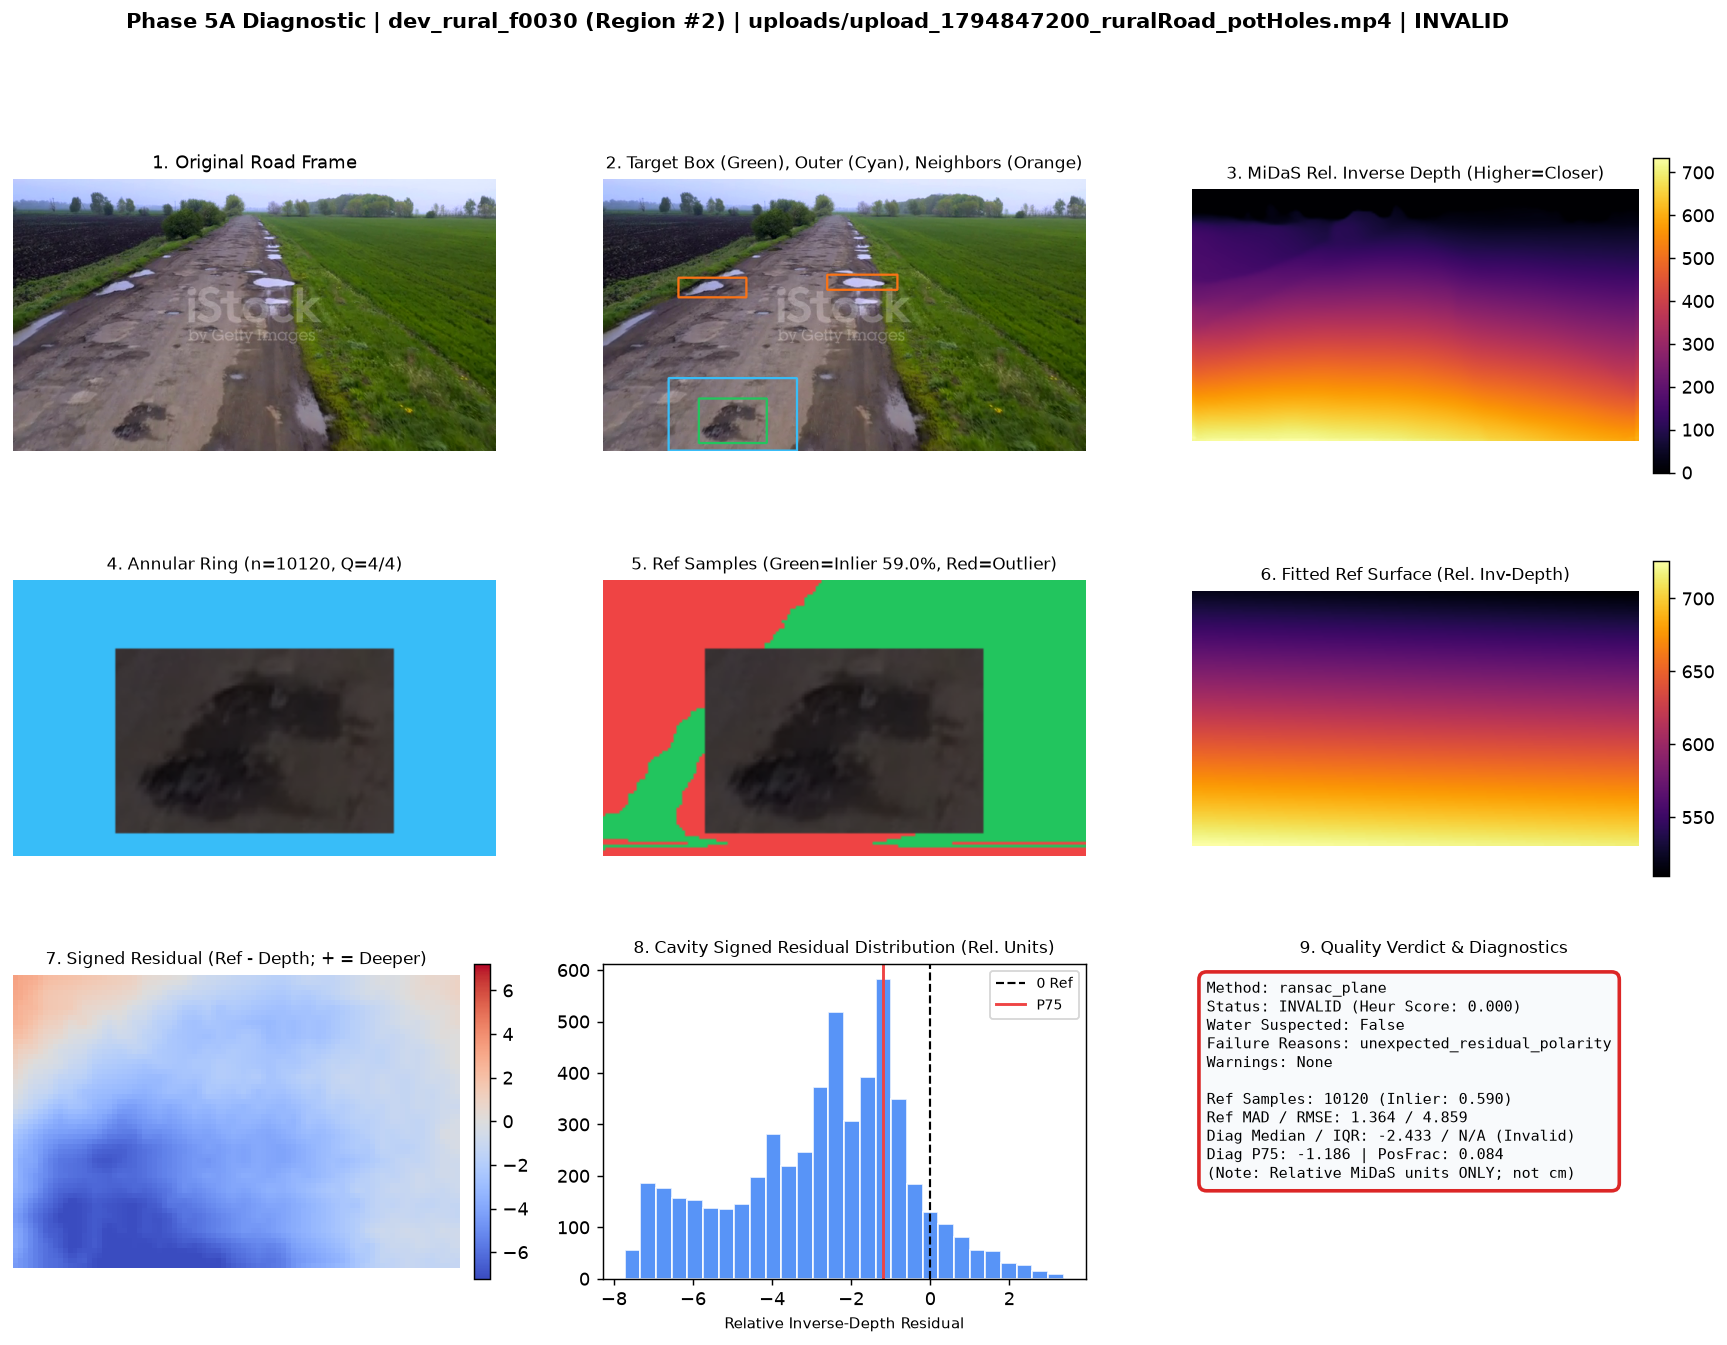 Phase 5A Diagnostic | dev_rural_f0030 (Region #2) | uploads/upload_1794847200_ruralRoad_potHoles.mp4 | INVALID
1. Original Road Frame
iStock
by Getty Images™
2. Target Box (Green), Outer (Cyan), Neighbors (Orange)
iStock
by Getty Images™
3. MiDaS Rel. Inverse Depth (Higher=Closer)
700
600
500
400
300
200
100
0
4. Annular Ring (n=10120, Q=4/4)
5. Ref Samples (Green=Inlier 59.0%, Red=Outlier)
6. Fitted Ref Surface (Rel. Inv-Depth)
700
650
600
550
7. Signed Residual (Ref - Depth; + = Deeper)
6
4
2
0
−2
−4
−6
8. Cavity Signed Residual Distribution (Rel. Units)
0 Ref
P75
600
500
400
300
200
100
0
−8 −6 −4 −2 0 2
Relative Inverse-Depth Residual
9. Quality Verdict & Diagnostics
Method: ransac_plane
Status: INVALID (Heur Score: 0.000)
Water Suspected: False
Failure Reasons: unexpected_residual_polarity
Warnings: None
Ref Samples: 10120 (Inlier: 0.590)
Ref MAD / RMSE: 1.364 / 4.859
Diag Median / IQR: -2.433 / N/A (Invalid)
Diag P75: -1.186 | PosFrac: 0.084
(Note: Relative MiDaS units ONLY; not cm)